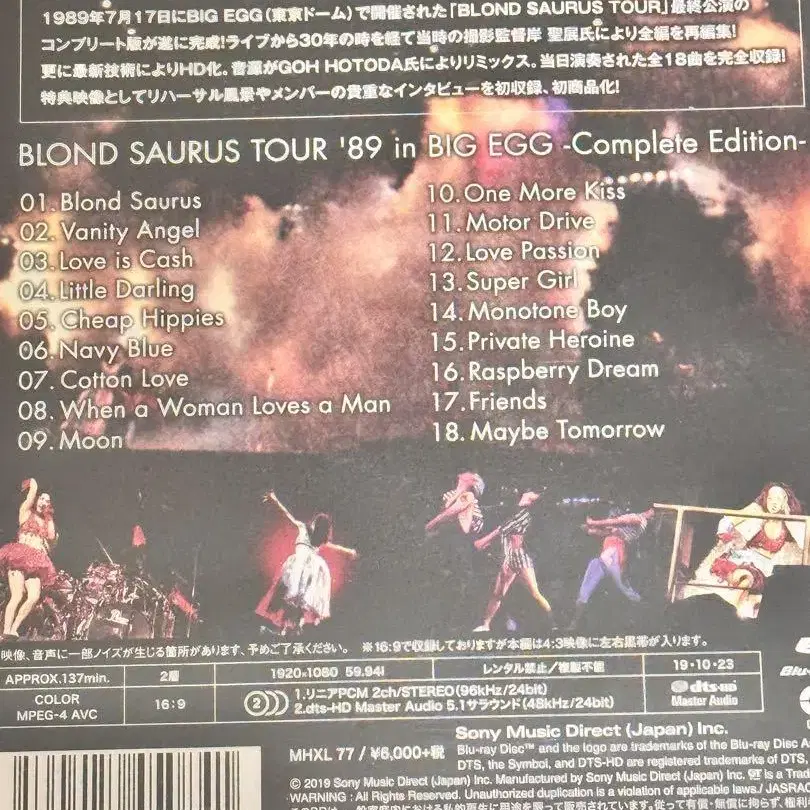 1989年7月17日にBIG EGG(東京ドーム)で開催された「BLOND SAURUS TOUR」最終公演の
コンプリート版が遂に完成!ライブから30年の時を経て当時の撮影監督岸 聖展氏により全編を再編集!
更に最新技術によりHD化。音源がGOH HOTODA氏によりリミックス。当日演奏された全18曲を完全収録!
特典映像としてリハーサル風景やメンバーの貴重なインタビューを初収録、初商品化!
BLOND SAURUS TOUR '89 in BIG EGG -Complete Edition-
01. Blond Saurus
02. Vanity Angel
03. Love is Cash
04. Little Darling
05. Cheap Hippies
06. Navy Blue
07. Cotton Love
08. When a Woman Loves a Man
09. Moon
10. One More Kiss
11. Motor Drive
12. Love Passion
13. Super Girl
14. Monotone Boy
15. Private Heroine
16. Raspberry Dream
17. Friends
18. Maybe Tomorrow
映像、音声に一部ノイズが生じる箇所があります、予めご了承ください。 ※16:9で収録しておりますが本編は4:3映像に左右黒帯が入ります。
APPROX.137min. 2層 1920×1080 59.94i レンタル禁止/複製不能 19・10・23
COLOR
MPEG-4 AVC
16:9
2
1.リニアPCM 2ch/STEREO(96kHz/24bit)
2.dts-HD Master Audio 5.1サラウンド(48kHz/24bit)
dts-HD
Master Audio
Sony Music Direct (Japan) Inc.
MHXL 77 / ¥6,000+税
Blu-ray Disc™ and the logo are trademarks of the Blu-ray Disc
DTS, the Symbol, and DTS-HD are registered trademarks of DTS,
© 2019 Sony Music Direct (Japan) Inc. Manufactured by Sony Music Direct (Japan) Inc.
WARNING : All Rights Reserved. Unauthorized duplication is a violation of applicable laws./ JASRAC